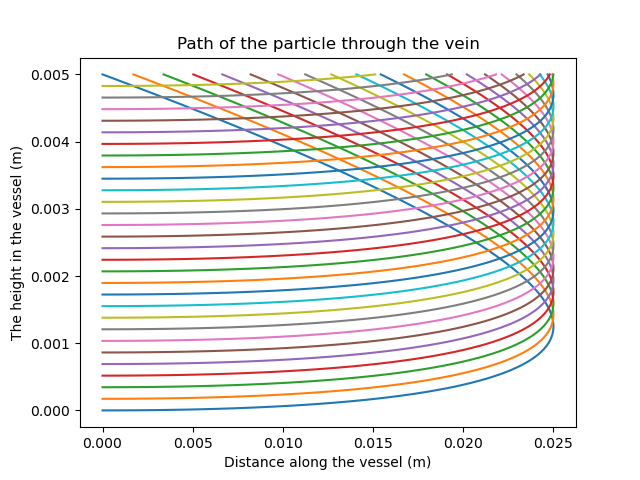 Path of the particle through the vein
The height in the vessel (m)
0.005
0.004
0.003
0.002
0.001
0.000
0.000 0.005 0.010 0.015 0.020 0.025
Distance along the vessel (m)